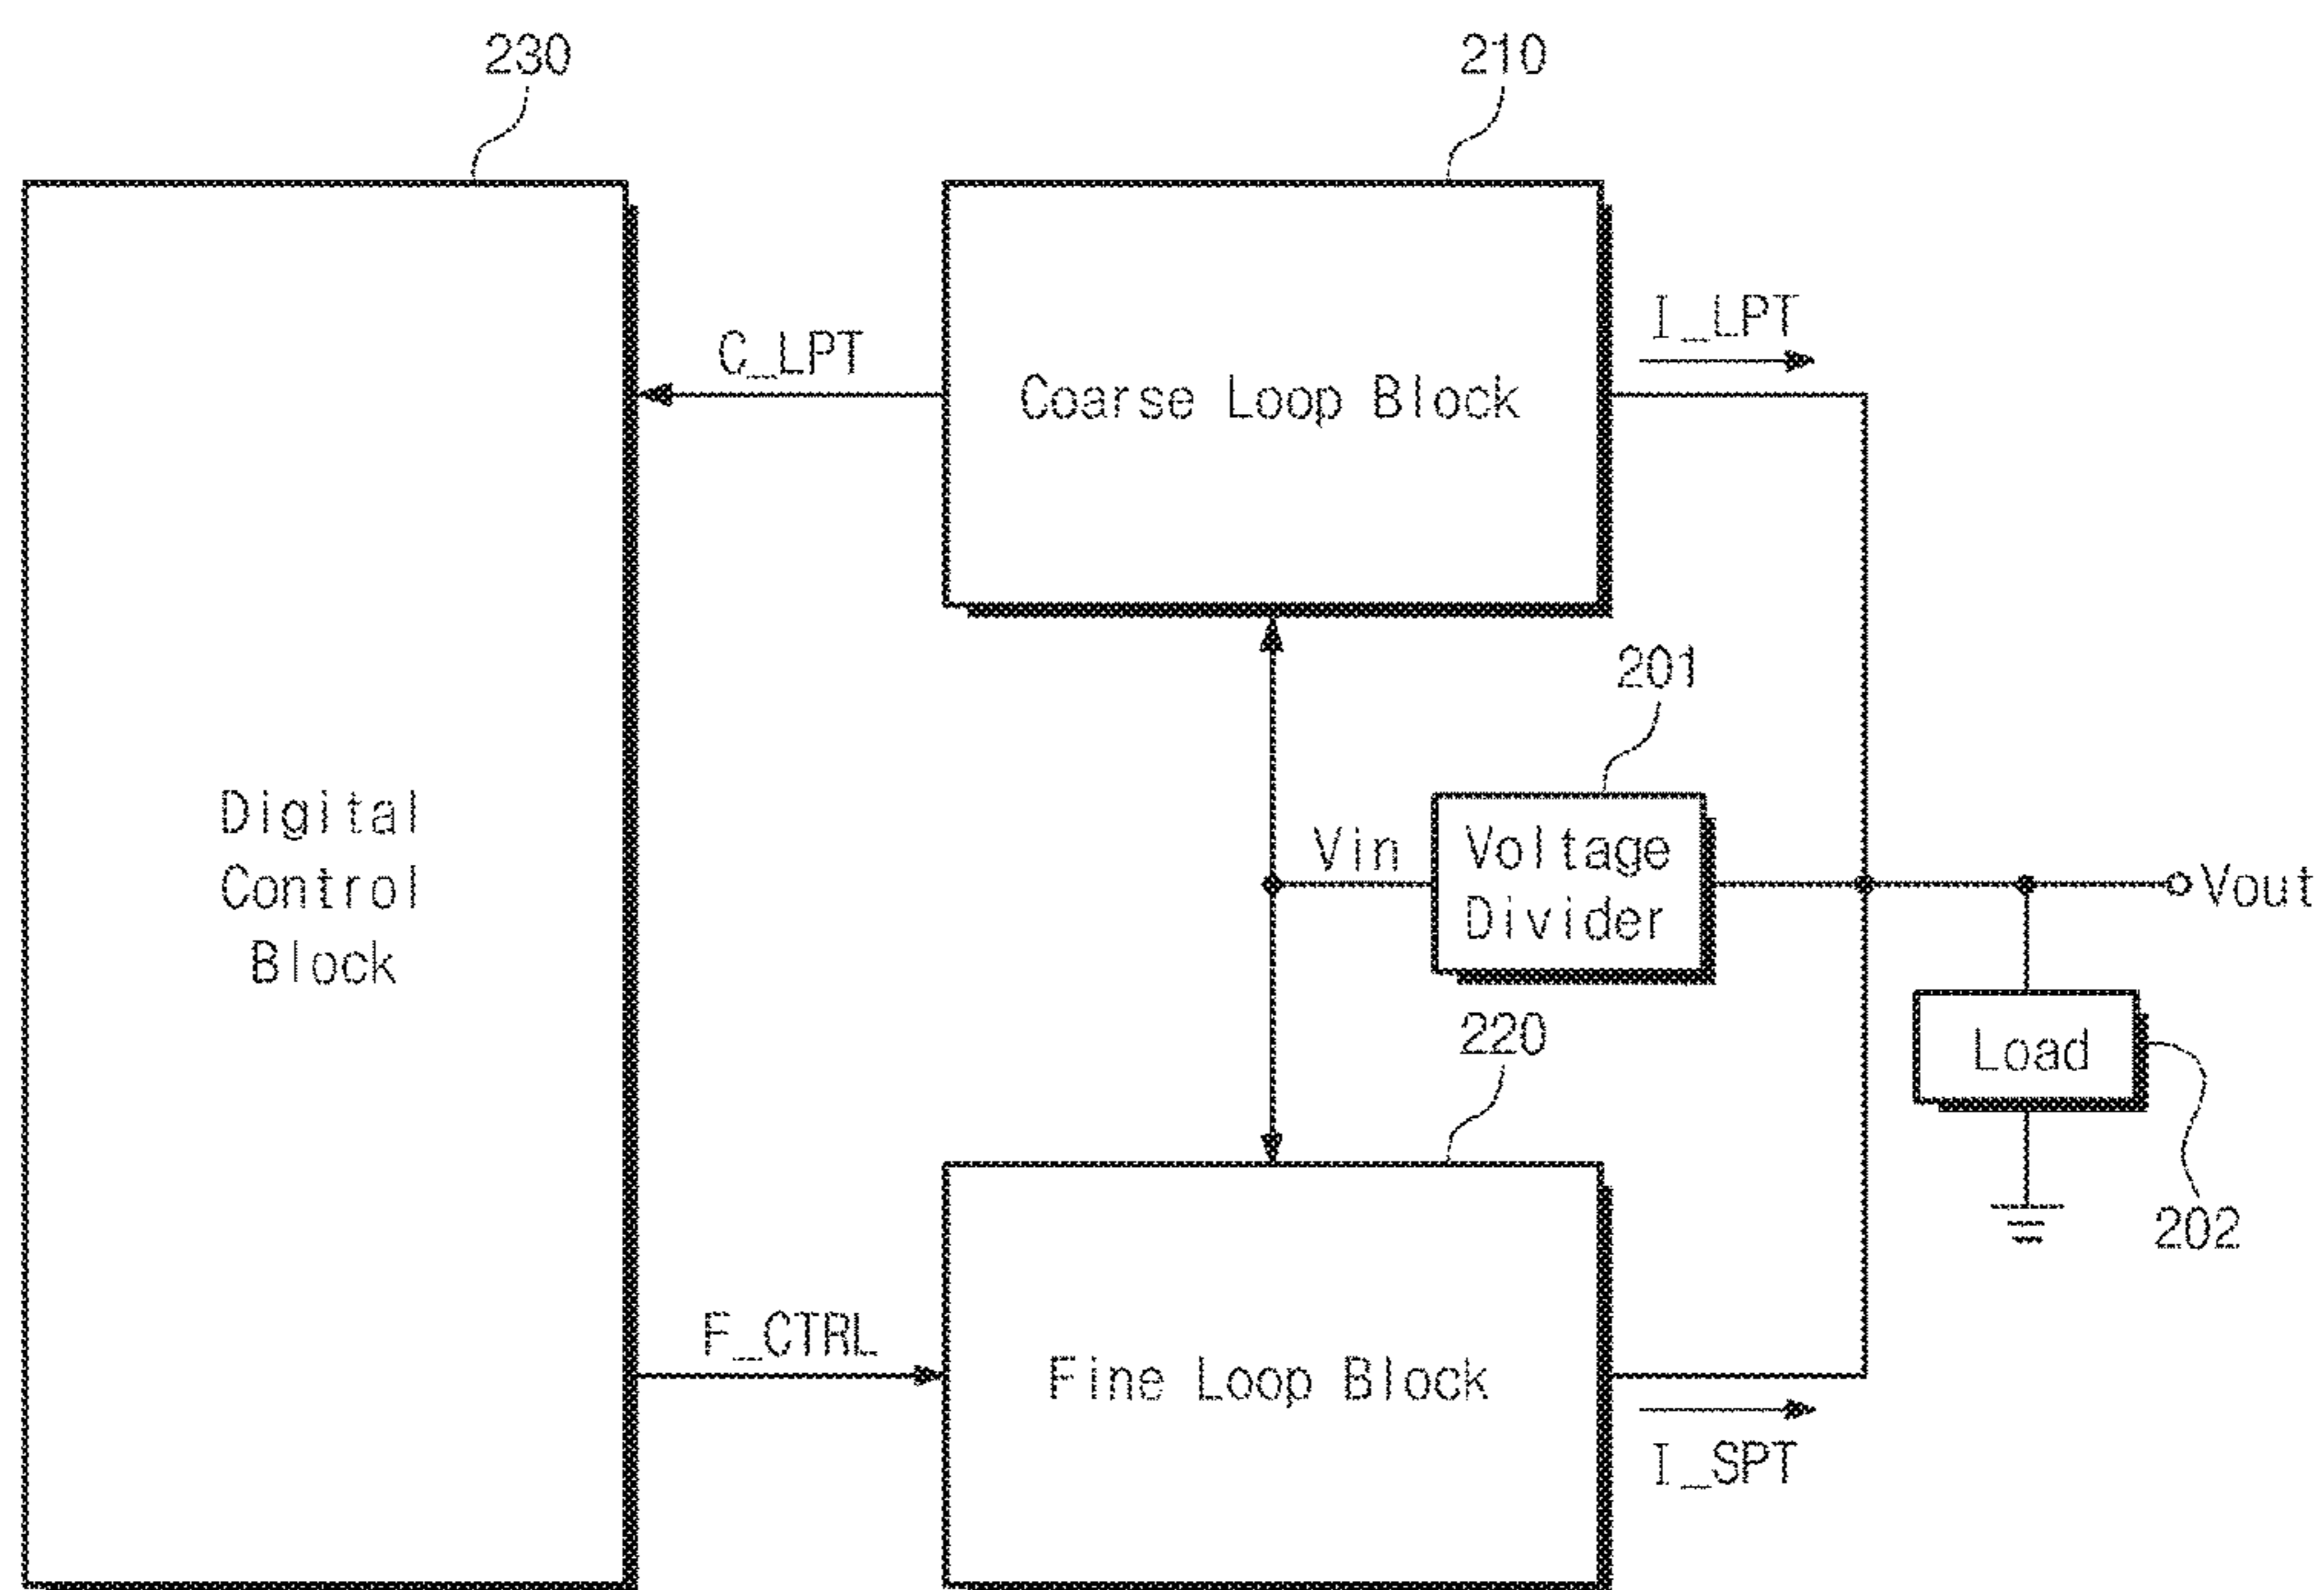 230
210
I_LPT
C_LPT
Coarse Loop Block
201
Digital
Control
Block
Vin
Voltage
Divider
Vout
220
Load
202
F_CTRL
Fine Loop Block
I_SPT